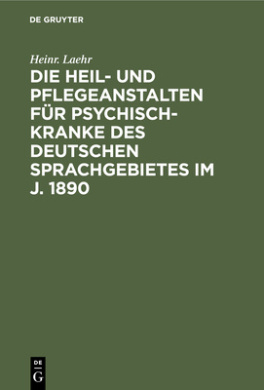 DE GRUYTER
Heinr. Laehr
DIE HEIL- UND
PFLEGEANSTALTEN
FÜR PSYCHISCH-
KRANKE DES
DEUTSCHEN
SPRACHGEBIETES IM
J. 1890
DE
G